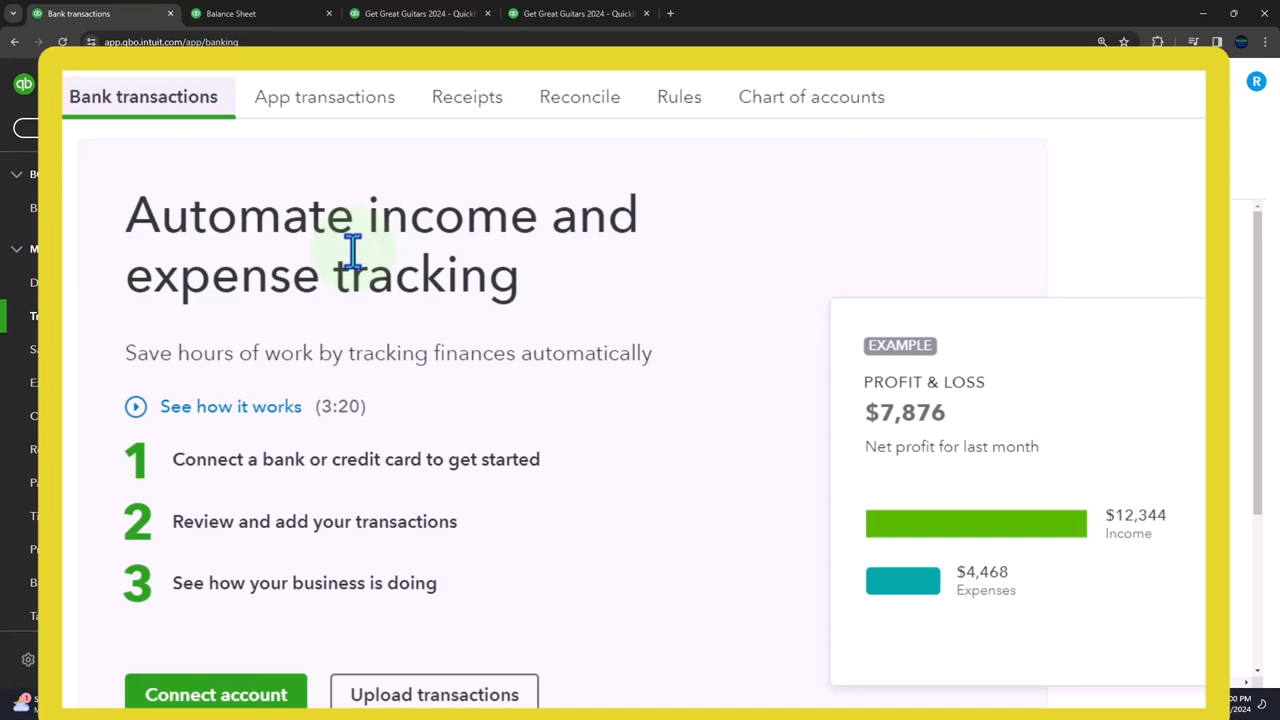 Bank transactions
Balance Sheet
Get Great Guitars 2024 - Quick
Get Great Guitars 2024 - Quick
app.qbo.intuit.com/app/banking
qb
R
Bank transactions
App transactions
Receipts
Reconcile
Rules
Chart of accounts
Automate income and
expense tracking
Save hours of work by tracking finances automatically
See how it works (3:20)
1 Connect a bank or credit card to get started
2 Review and add your transactions
3 See how your business is doing
Connect account
Upload transactions
EXAMPLE
PROFIT & LOSS
$7,876
Net profit for last month
$12,344
Income
$4,468
Expenses